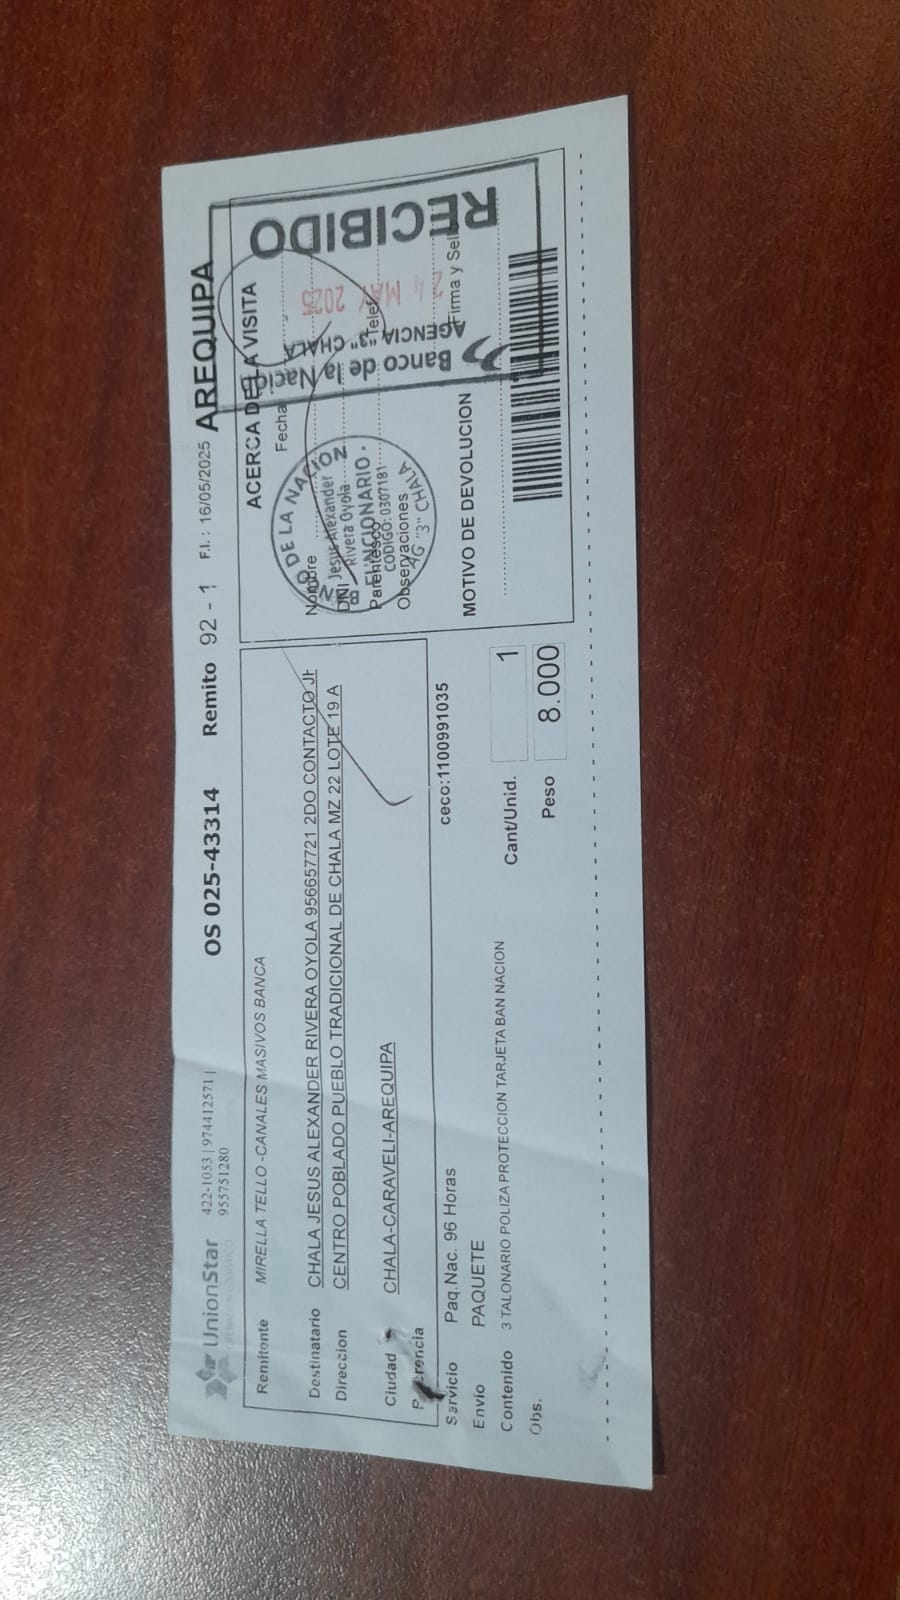 UnionStar
422-1053 | 974412571 |
955751280
OS 025-43314 Remito 92 - 1 F.I. : 16/05/2025 AREQUIPA
Remitente MIRELLA TELLO -CANALES MASIVOS BANCA
Destinatario CHALA JESUS ALEXANDER RIVERA OYOLA 956657721 2DO CONTACTO
Direccion CENTRO POBLADO PUEBLO TRADICIONAL DE CHALA MZ 22 LOTE 19 A
Ciudad CHALA-CARAVELI-AREQUIPA
Servicio Paq.Nac. 96 Horas ceco:1100991035
Envio PAQUETE
Contenido 3 TALONARIO POLIZA PROTECCION TARJETA BAN NACION
Cant/Unid. 1
Obs.
Peso 8.000
ACERCA DE LA VISITA
Fecha
Nombre
DNI
Telef
Parentesco
Observaciones
Firma y Sell
MOTIVO DE DEVOLUCION
DE LA NACION
Jesus Alexander
Rivera Oyola
FUNCIONARIO
CODIGO: 0307181
AG "3" CHALA
Banco de la Nación
AGENCIA "3" CHALA
24 MAY 2025
RECIBIDO